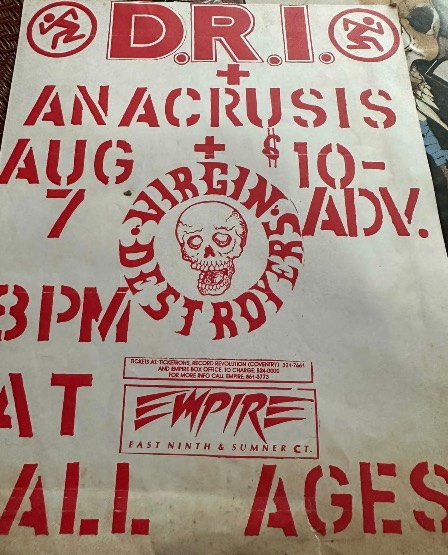 D.R.I.
+
ANACRUSIS
AUG + $10-
7 ADV.
VIRGIN DESTROYERS
8PM
TICKETS AT: TICKETRONS, RECORD REVOLUTION (COVENTRY) 321-7661
AND EMPIRE BOX OFFICE. TO CHARGE, 524-0000
FOR MORE INFO CALL EMPIRE: 861-3773
AT
EMPIRE
EAST NINTH & SUMNER CT.
ALL AGES